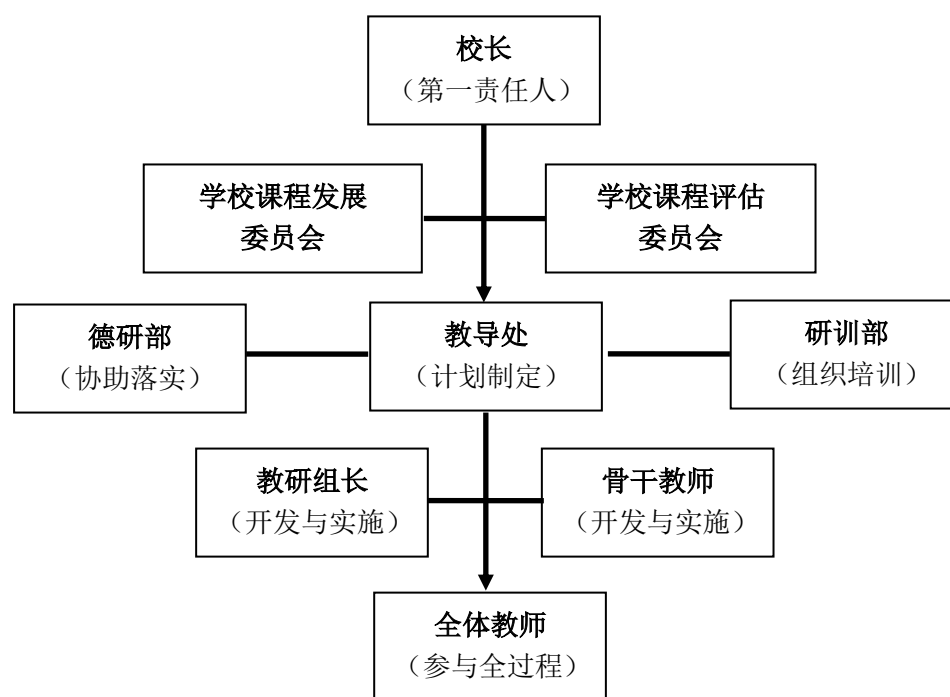 校长
（第一责任人）
学校课程发展
委员会
学校课程评估
委员会
德研部
（协助落实）
教导处
（计划制定）
研训部
（组织培训）
教研组长
（开发与实施）
骨干教师
（开发与实施）
全体教师
（参与全过程）